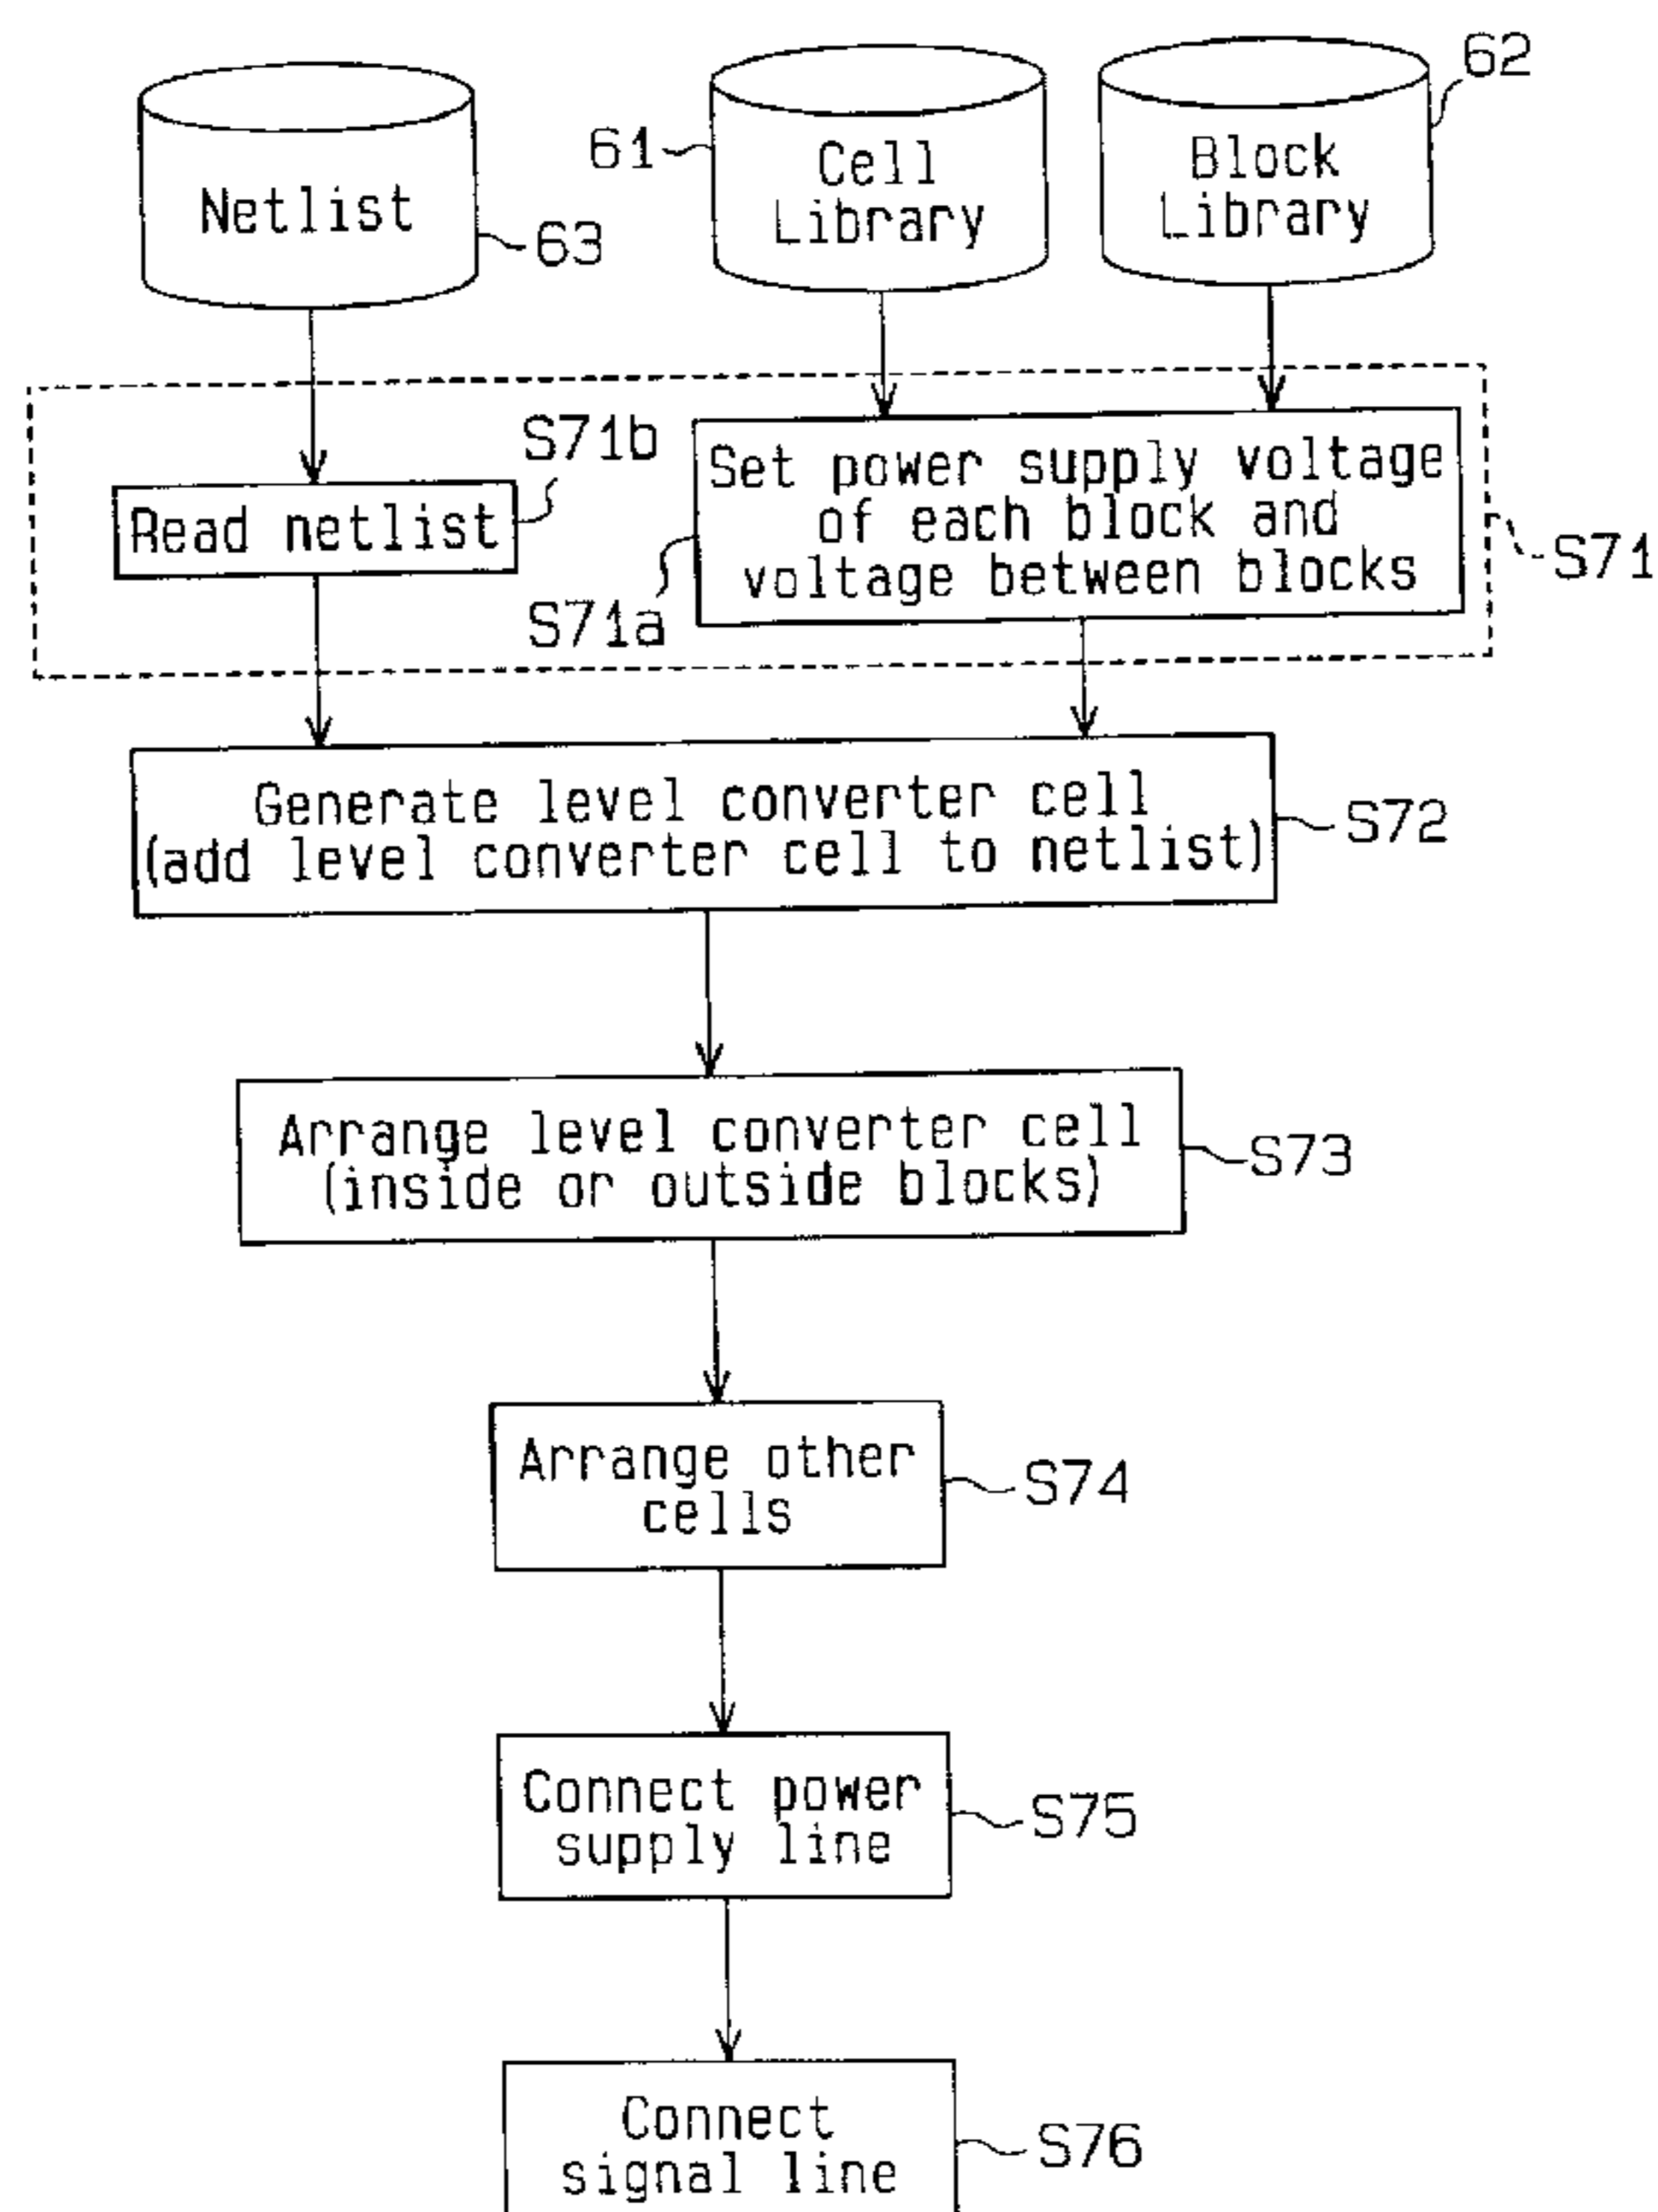 62
61
Cell
Library
Block
Library
Netlist
63
S71b
Read netlist
Set power supply voltage
of each block and
voltage between blocks
S71
S71a
Generate level converter cell
(add level converter cell to netlist)
S72
Arrange level converter cell
(inside or outside blocks)
S73
Arrange other
cells
S74
Connect power
supply line
S75
Connect
signal line
S76